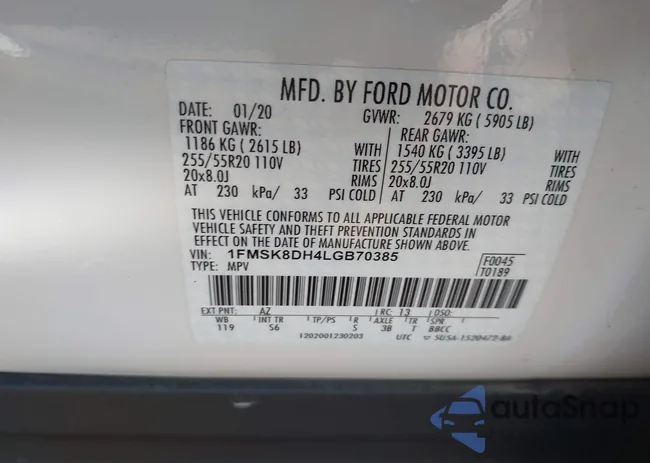 MFD. BY FORD MOTOR CO.
DATE: 01/20 GVWR: 2679 KG ( 5905 LB)
FRONT GAWR: REAR GAWR:
1186 KG ( 2615 LB) WITH 1540 KG ( 3395 LB) WITH
255/55R20 110V TIRES 255/55R20 110V TIRES
20x8.0J RIMS 20x8.0J RIMS
AT 230 kPa/ 33 PSI COLD AT 230 kPa/ 33 PSI COLD
THIS VEHICLE CONFORMS TO ALL APPLICABLE FEDERAL MOTOR
VEHICLE SAFETY AND THEFT PREVENTION STANDARDS IN
EFFECT ON THE DATE OF MANUFACTURE SHOWN ABOVE.
VIN: 1FMSK8DH4LGB70385 F0045
TYPE: MPV T0189
EXT PNT: AZ RC: 13 DSO:
WB INT TR TP/PS R AXLE TR SPR
119 S6 S 3B T BBCC
1202001230203 UTC
autoSnap